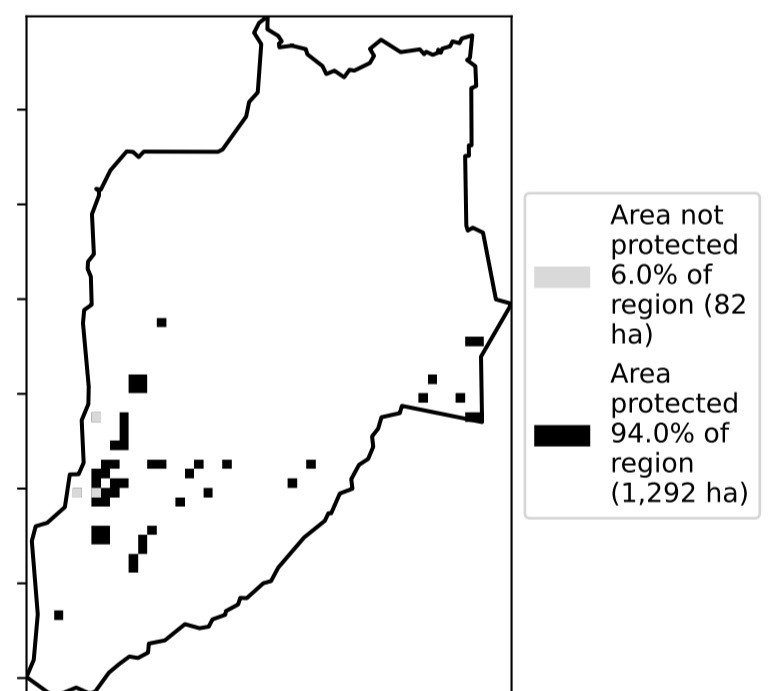 Area not
protected
6.0% of
region (82
ha)
Area
protected
94.0% of
region
(1,292 ha)